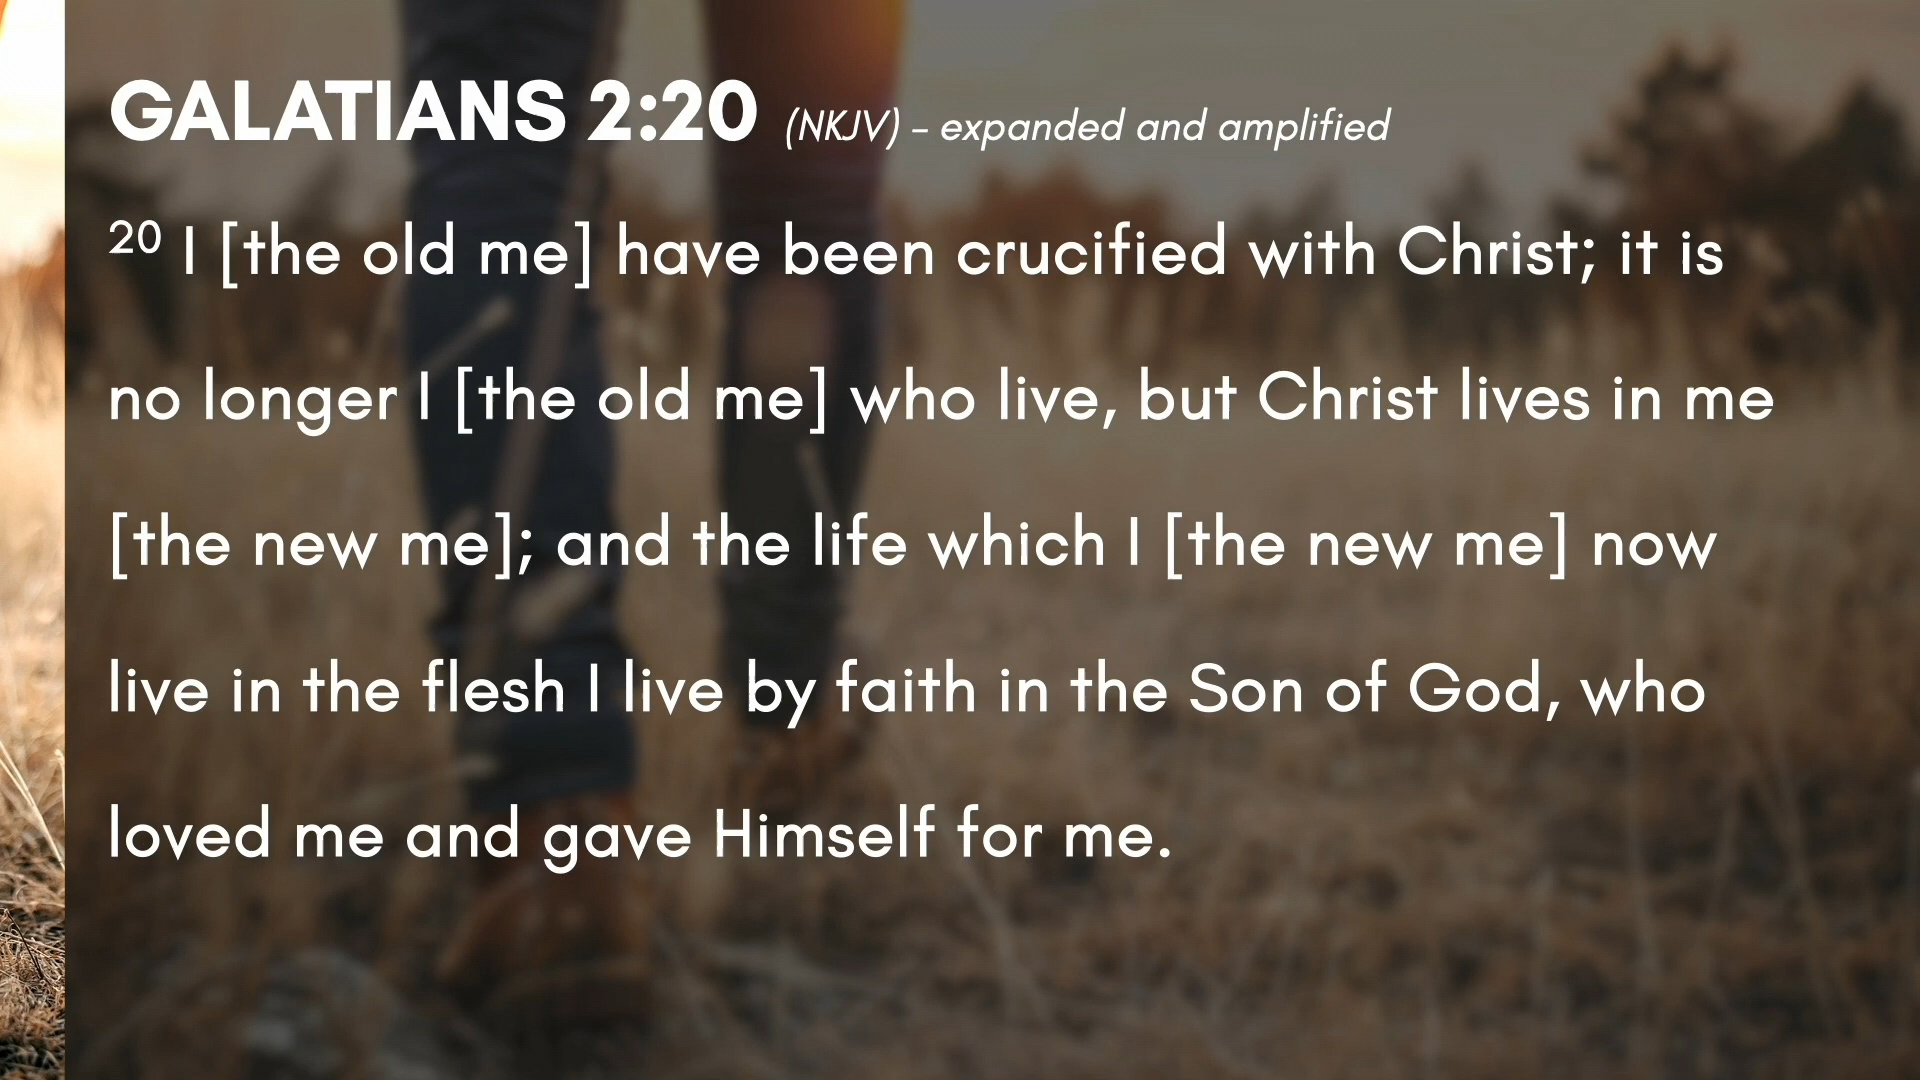 GALATIANS 2:20 (NKJV) – expanded and amplified
20 I [the old me] have been crucified with Christ; it is
no longer I [the old me] who live, but Christ lives in me
[the new me]; and the life which I [the new me] now
live in the flesh I live by faith in the Son of God, who
loved me and gave Himself for me.